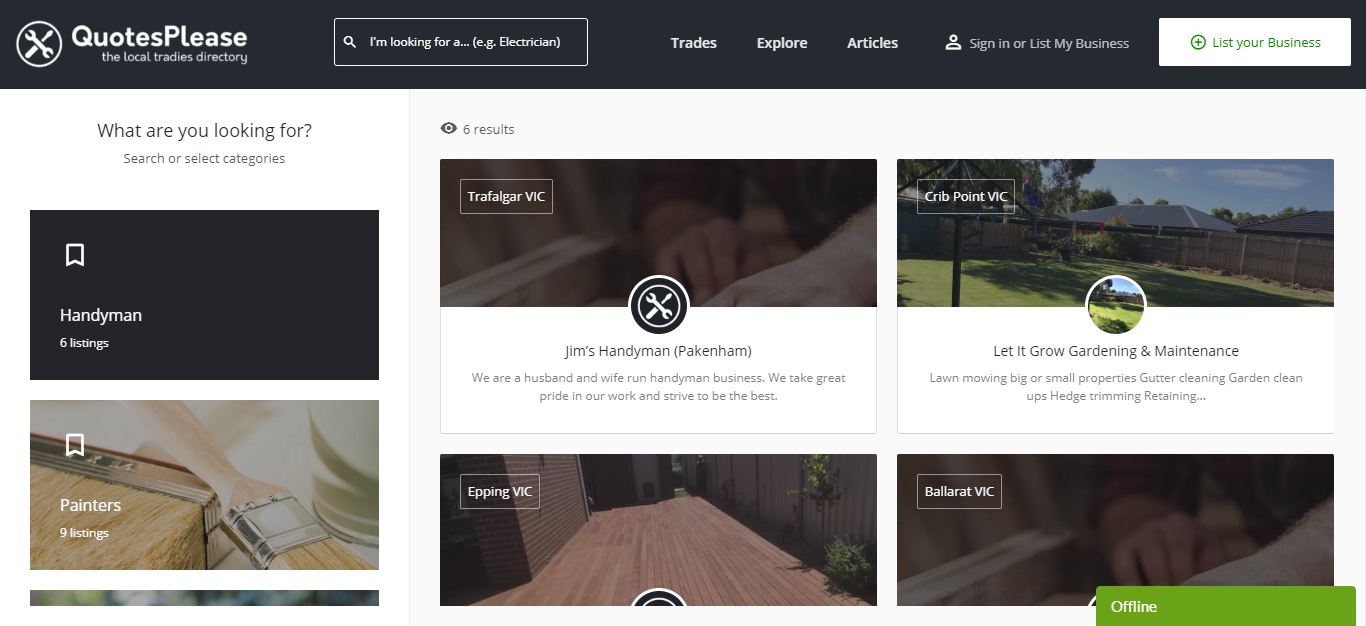 QuotesPlease
the local tradies directory
I'm looking for a... (e.g. Electrician)
Trades
Explore
Articles
Sign in or List My Business
List your Business
What are you looking for?
Search or select categories
Handyman
6 listings
Painters
9 listings
6 results
Trafalgar VIC
Jim’s Handyman (Pakenham)
We are a husband and wife run handyman business. We take great
pride in our work and strive to be the best.
Crib Point VIC
Let It Grow Gardening & Maintenance
Lawn mowing big or small properties Gutter cleaning Garden clean
ups Hedge trimming Retaining...
Epping VIC
Ballarat VIC
Offline